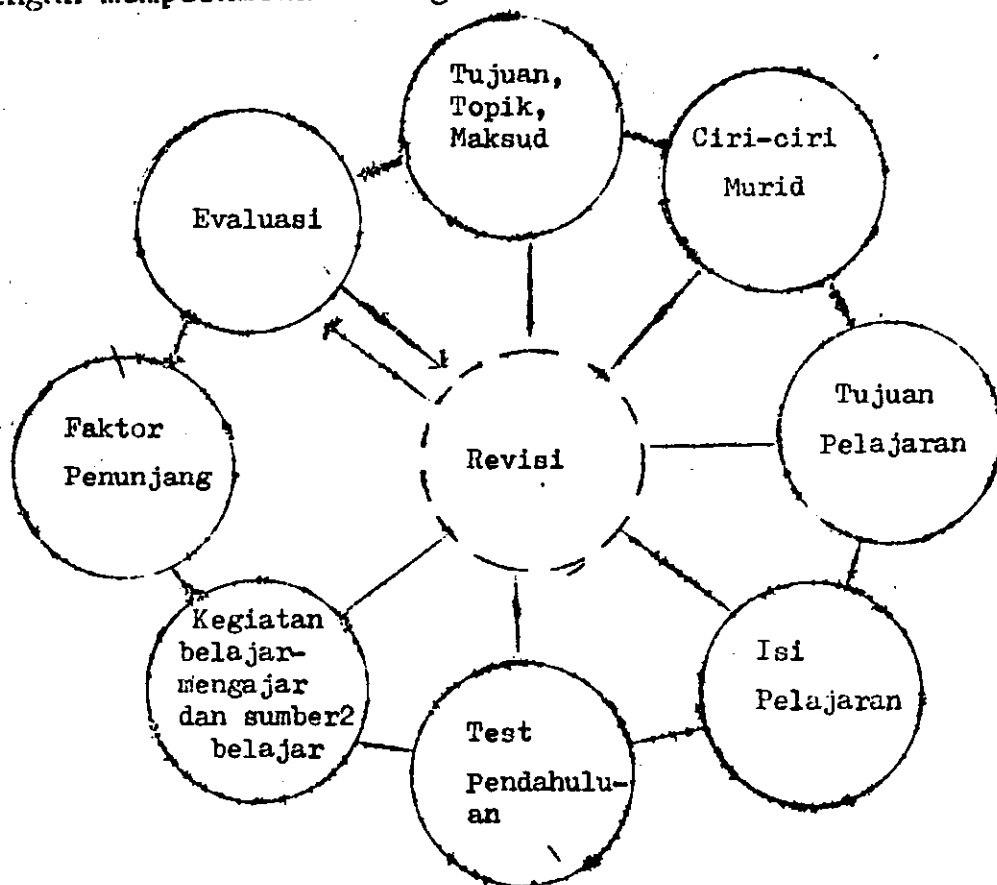 Tujuan,
Topik,
Maksud
Ciri-ciri
Murid
Evaluasi
Tujuan
Pelajaran
Faktor
Penunjang
Revisi
Kegiatan
belajar-
mengajar
dan sumber2
belajar
Isi
Pelajaran
Test
Pendahulu-
an